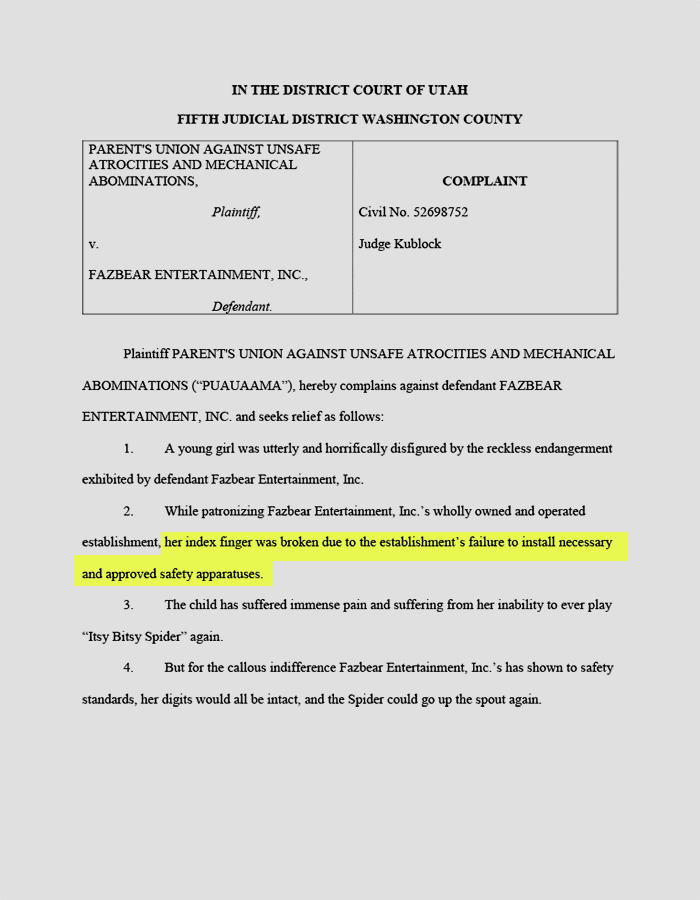 IN THE DISTRICT COURT OF UTAH
FIFTH JUDICIAL DISTRICT WASHINGTON COUNTY
PARENT'S UNION AGAINST UNSAFE
ATROCITIES AND MECHANICAL
ABOMINATIONS,
Plaintiff,
v.
FAZBEAR ENTERTAINMENT, INC.,
Defendant.
COMPLAINT
Civil No. 52698752
Judge Kublock
Plaintiff PARENT'S UNION AGAINST UNSAFE ATROCITIES AND MECHANICAL
ABOMINATIONS (“PUAUAAMA”), hereby complains against defendant FAZBEAR
ENTERTAINMENT, INC. and seeks relief as follows:
1. A young girl was utterly and horrifically disfigured by the reckless endangerment
exhibited by defendant Fazbear Entertainment, Inc.
2. While patronizing Fazbear Entertainment, Inc.’s wholly owned and operated
establishment, her index finger was broken due to the establishment’s failure to install necessary
and approved safety apparatuses.
3. The child has suffered immense pain and suffering from her inability to ever play
“Itsy Bitsy Spider” again.
4. But for the callous indifference Fazbear Entertainment, Inc.’s has shown to safety
standards, her digits would all be intact, and the Spider could go up the spout again.